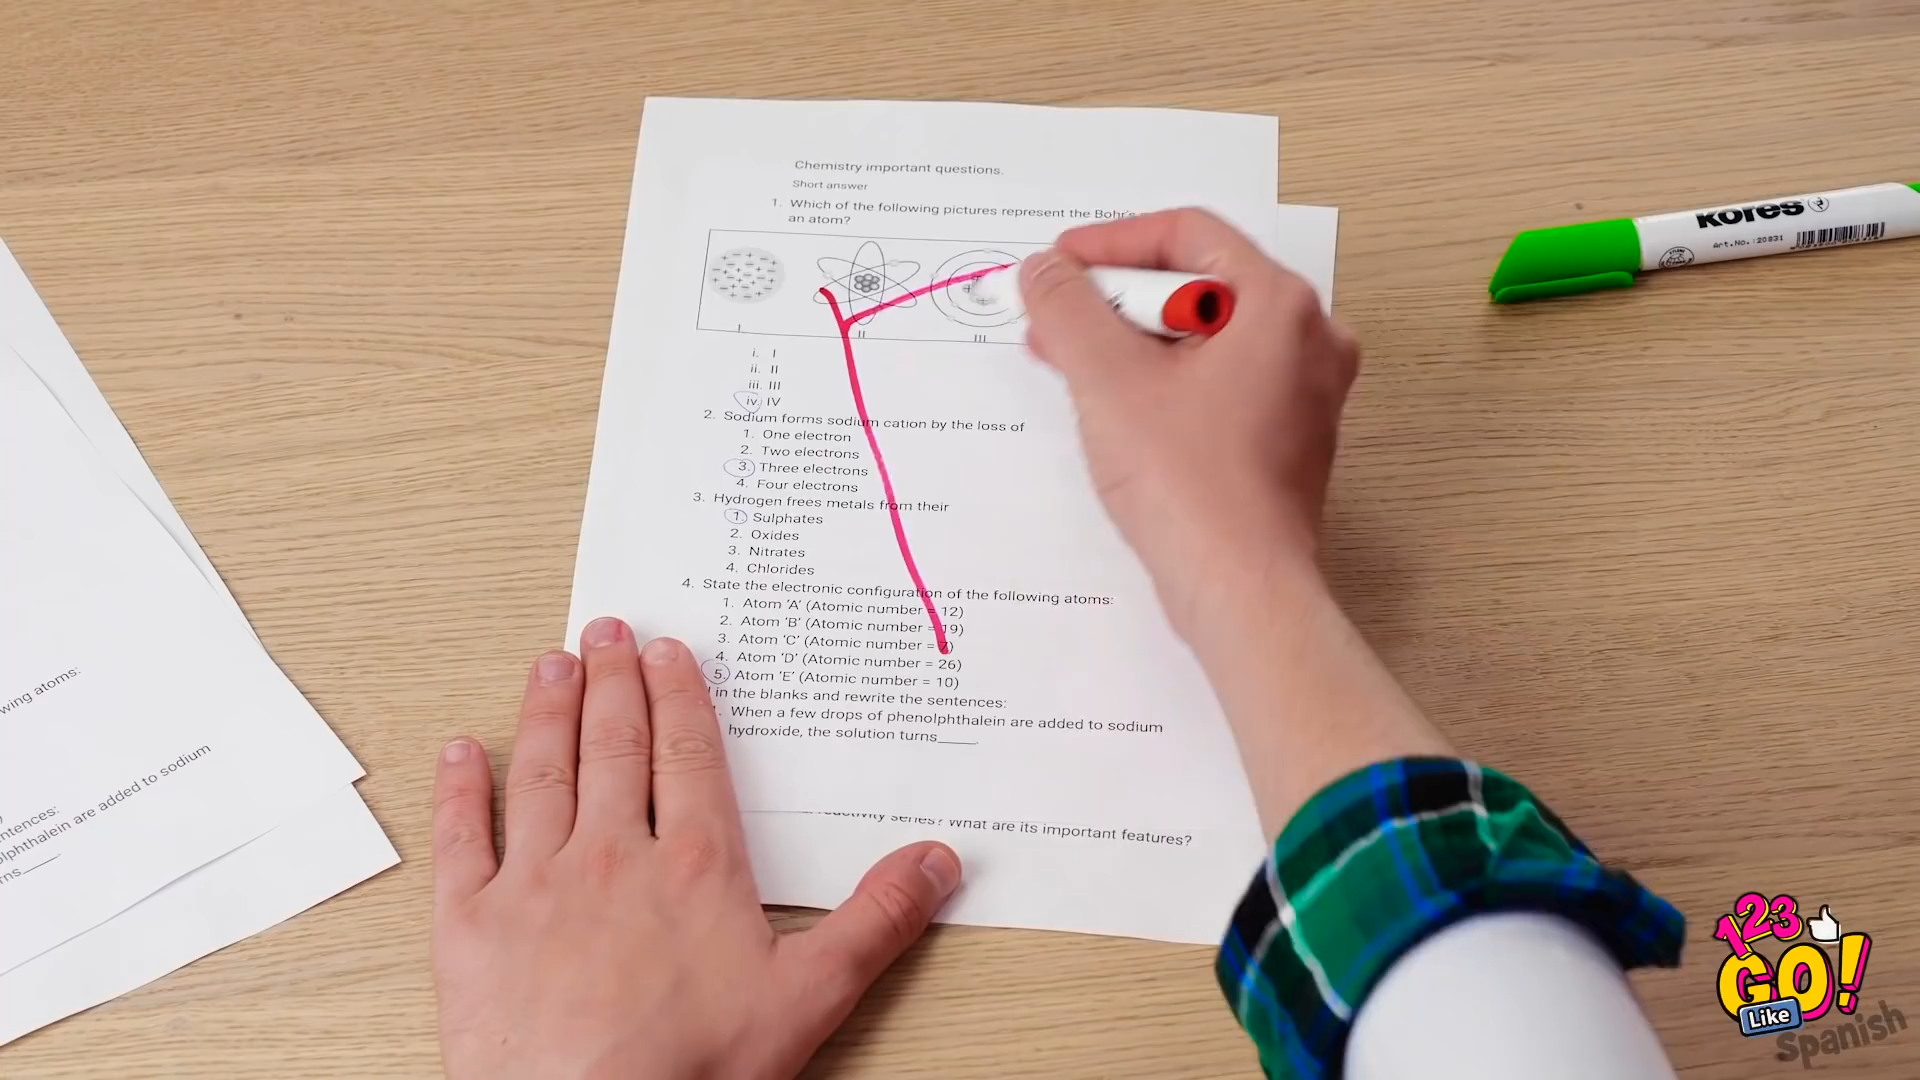 Chemistry important questions.
Short answer
1. Which of the following pictures represent the Bohr's
an atom?
I II III
i. I
ii. II
iii. III
iv. IV
2. Sodium forms sodium cation by the loss of
1. One electron
2. Two electrons
3. Three electrons
4. Four electrons
3. Hydrogen frees metals from their
1. Sulphates
2. Oxides
3. Nitrates
4. Chlorides
4. State the electronic configuration of the following atoms:
1. Atom 'A' (Atomic number = 12)
2. Atom 'B' (Atomic number = 19)
3. Atom 'C' (Atomic number = 7)
4. Atom 'D' (Atomic number = 26)
5. Atom 'E' (Atomic number = 10)
in the blanks and rewrite the sentences:
1. When a few drops of phenolphthalein are added to sodium
hydroxide, the solution turns_____.
series? What are its important features?
wing atoms:
ntences:
lphthalein are added to sodium
rns_____
KORES
Art.No.:20831
123
GO!
Like
Spanish